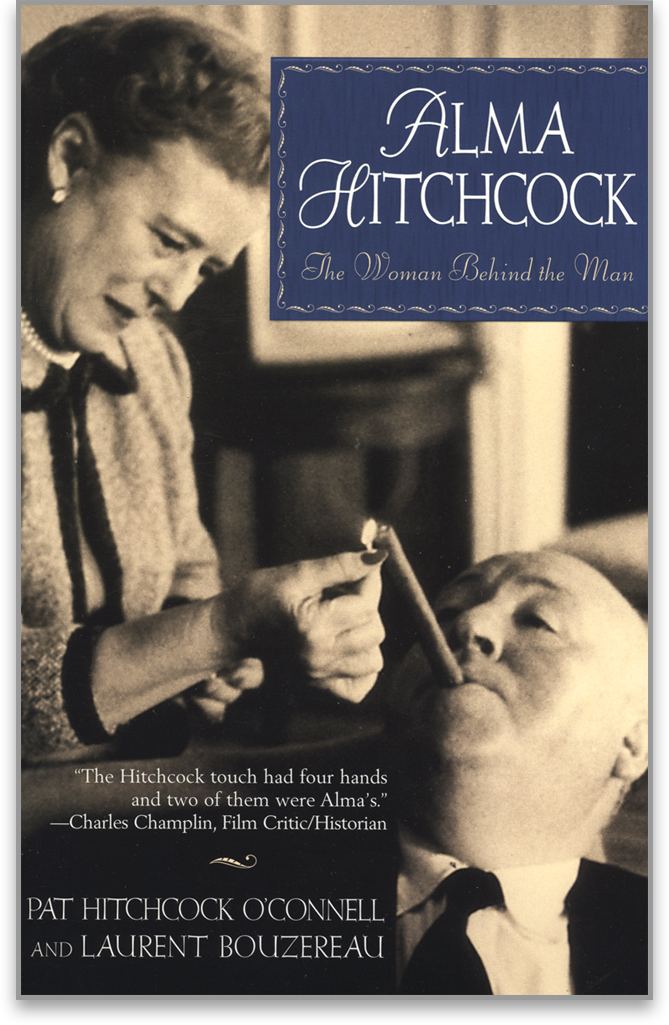 ALMA
HITCHCOCK
The Woman Behind the Man
“The Hitchcock touch had four hands
and two of them were Alma’s.”
—Charles Champlin, Film Critic/Historian
PAT HITCHCOCK O’CONNELL
AND LAURENT BOUZEREAU